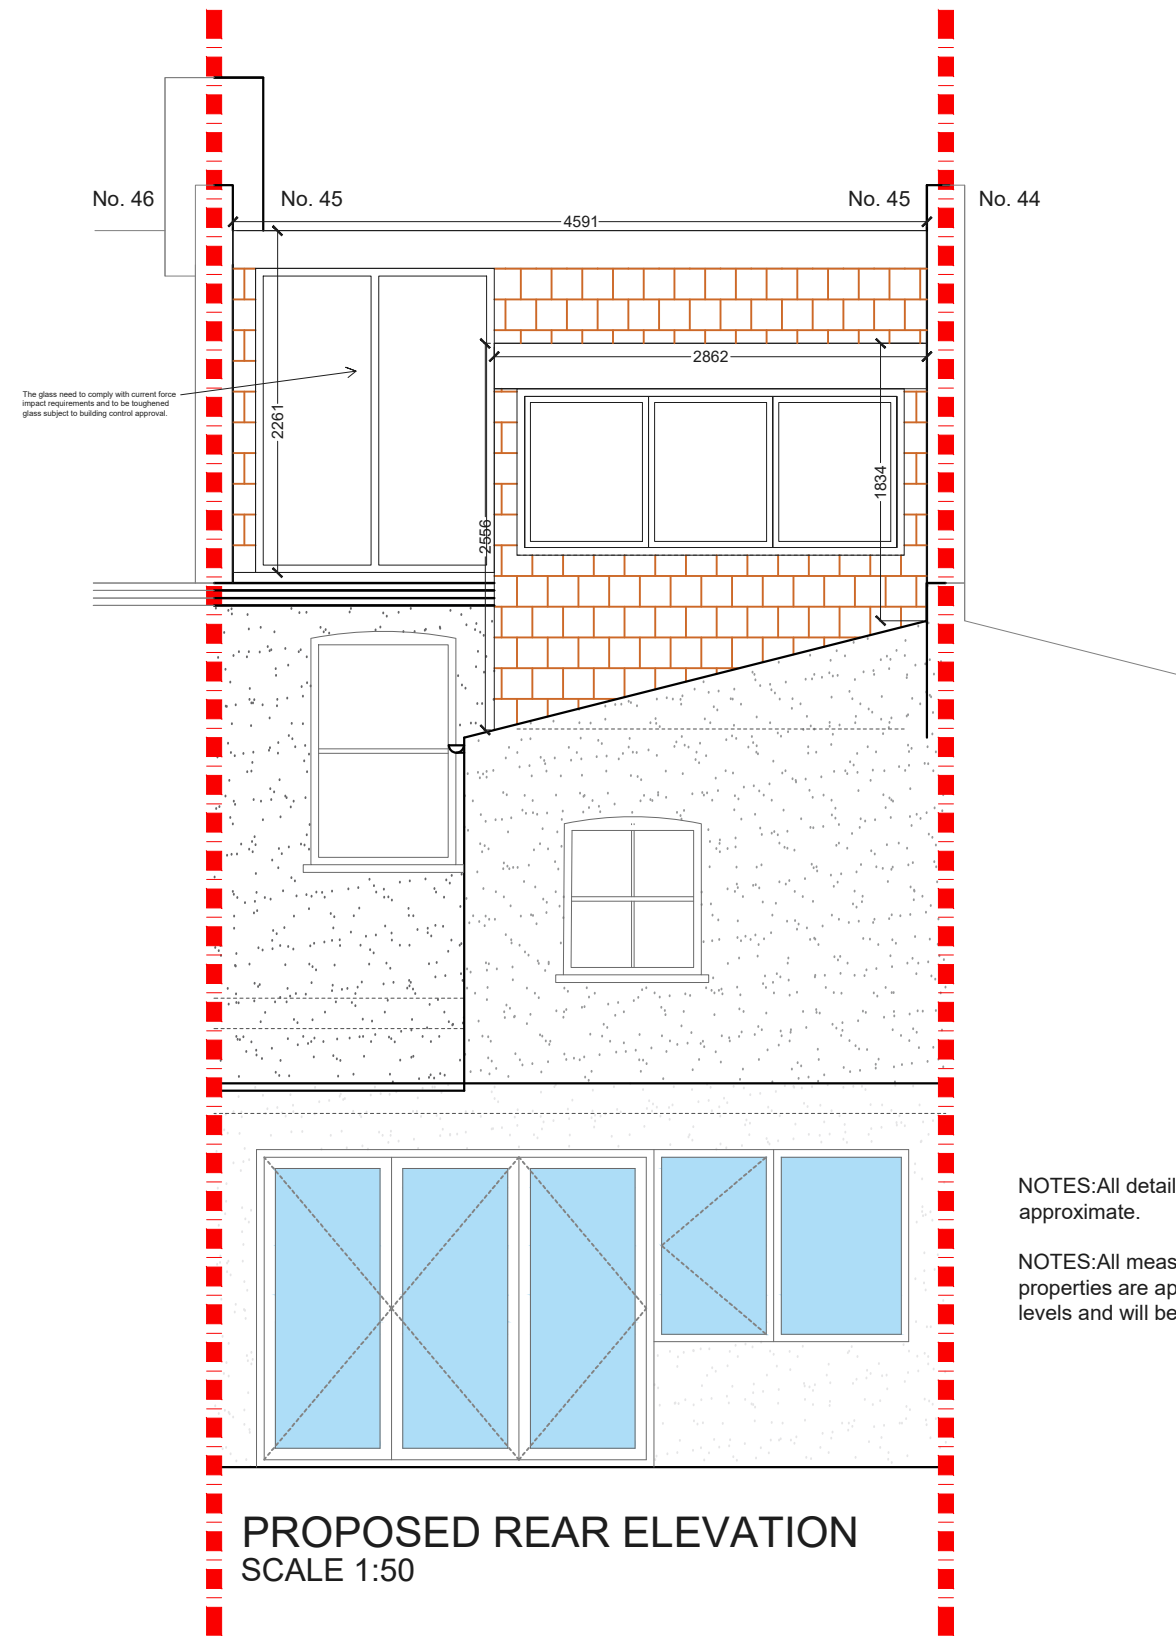 No. 46
No. 45
No. 45
No. 44
4591
2862
The glass need to comply with current force
impact requirements and to be toughened
glass subject to building control approval.
2261
1834
2556
NOTES:All detail
approximate.
NOTES:All meas
properties are ap
levels and will be
PROPOSED REAR ELEVATION
SCALE 1:50